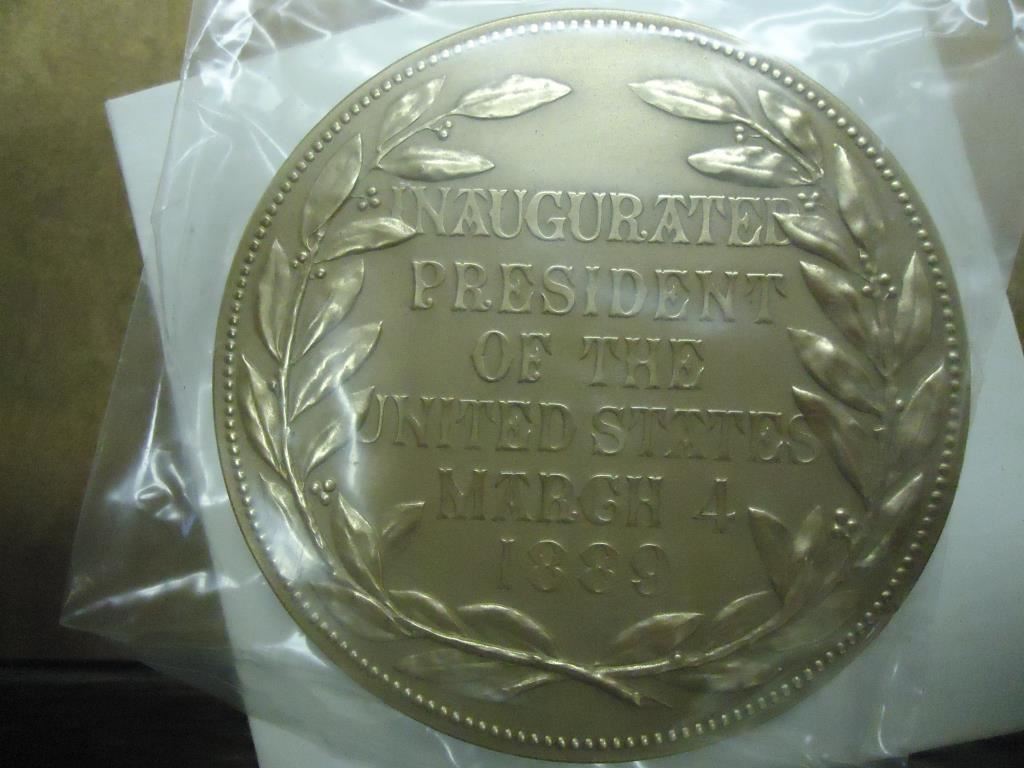 INAUGURATED
PRESIDENT
OF THE
UNITED STATES
MARCH 4
1889